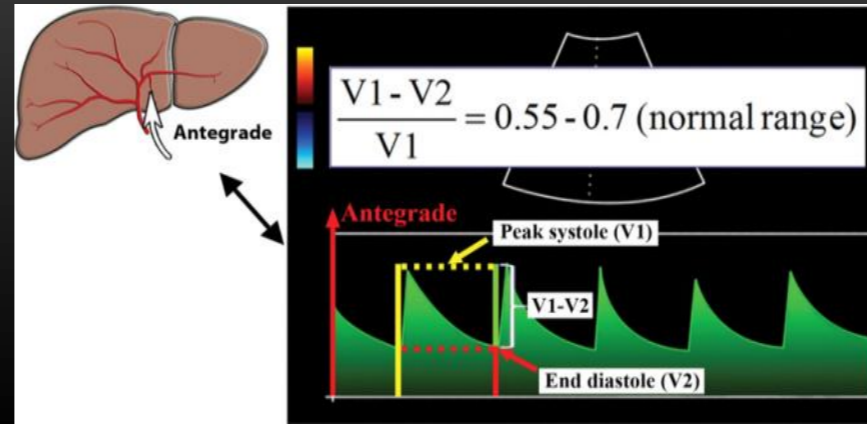 Antegrade
V1 - V2
V1
= 0.55 - 0.7 (normal range)
Antegrade
Peak systole (V1)
V1-V2
End diastole (V2)